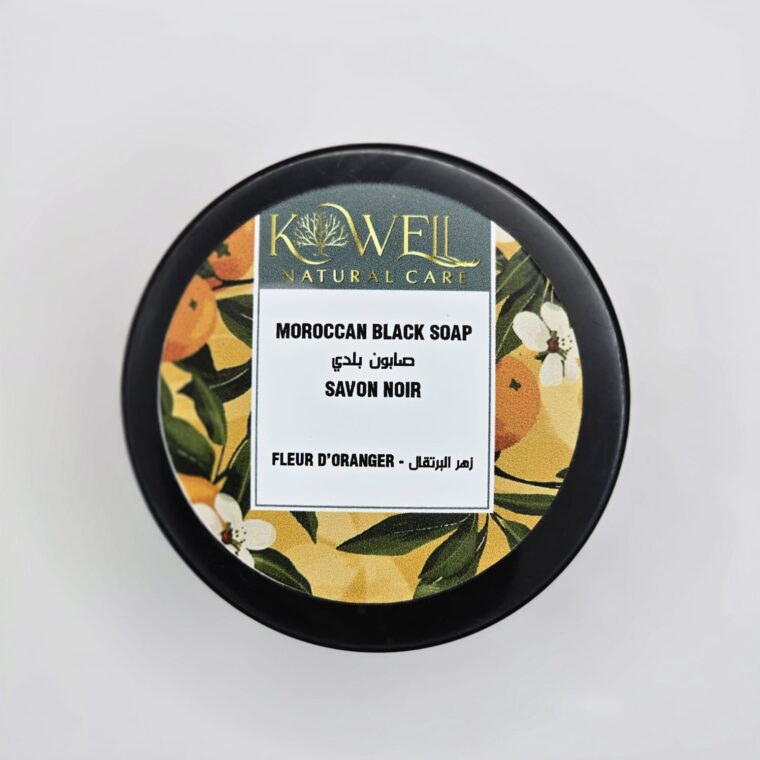 KOWELL
NATURAL CARE
MOROCCAN BLACK SOAP
صابون بلدي
SAVON NOIR
FLEUR D'ORANGER - زهر البرتقال